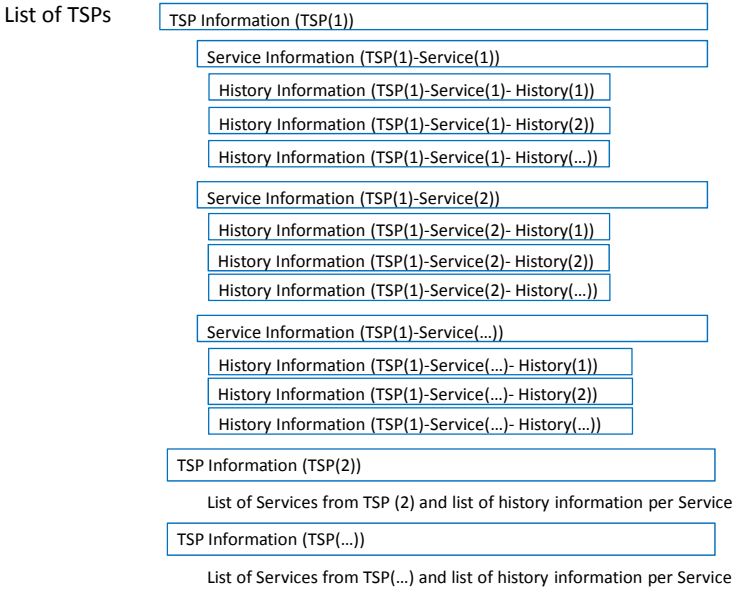 List of TSPs
TSP Information (TSP(1))
Service Information (TSP(1)-Service(1))
History Information (TSP(1)-Service(1)- History(1))
History Information (TSP(1)-Service(1)- History(2))
History Information (TSP(1)-Service(1)- History(...))
Service Information (TSP(1)-Service(2))
History Information (TSP(1)-Service(2)- History(1))
History Information (TSP(1)-Service(2)- History(2))
History Information (TSP(1)-Service(2)- History(...))
Service Information (TSP(1)-Service(...))
History Information (TSP(1)-Service(...)- History(1))
History Information (TSP(1)-Service(...)- History(2))
History Information (TSP(1)-Service(...)- History(...))
TSP Information (TSP(2))
List of Services from TSP (2) and list of history information per Service
TSP Information (TSP(...))
List of Services from TSP(...) and list of history information per Service